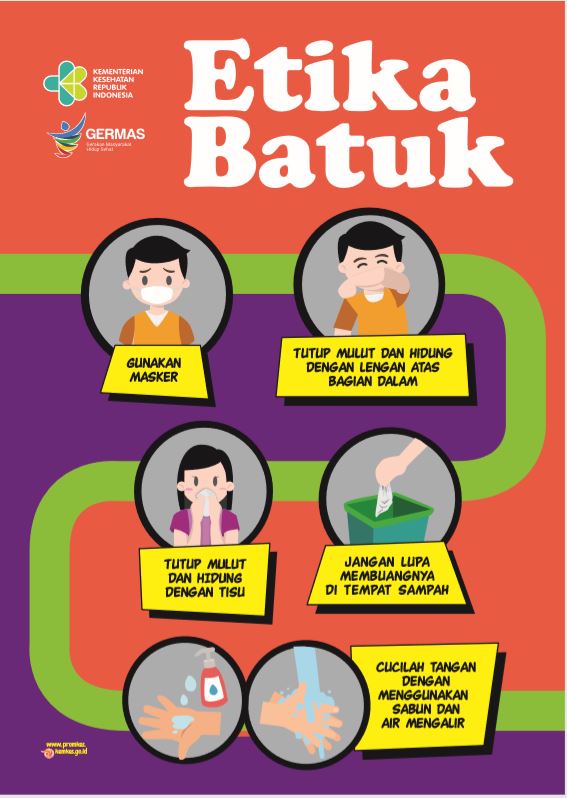 KEMENTERIAN
KESEHATAN
REPUBLIK
INDONESIA
GERMAS
Gerakan Masyarakat
Hidup Sehat
Etika
Batuk
GUNAKAN
MASKER
TUTUP MULUT DAN HIDUNG
DENGAN LENGAN ATAS
BAGIAN DALAM
TUTUP MULUT
DAN HIDUNG
DENGAN TISU
JANGAN LUPA
MEMBUANGNYA
DI TEMPAT SAMPAH
CUCILAH TANGAN
DENGAN
MENGGUNAKAN
SABUN DAN
AIR MENGALIR
www.promkes.
kemkes.go.id